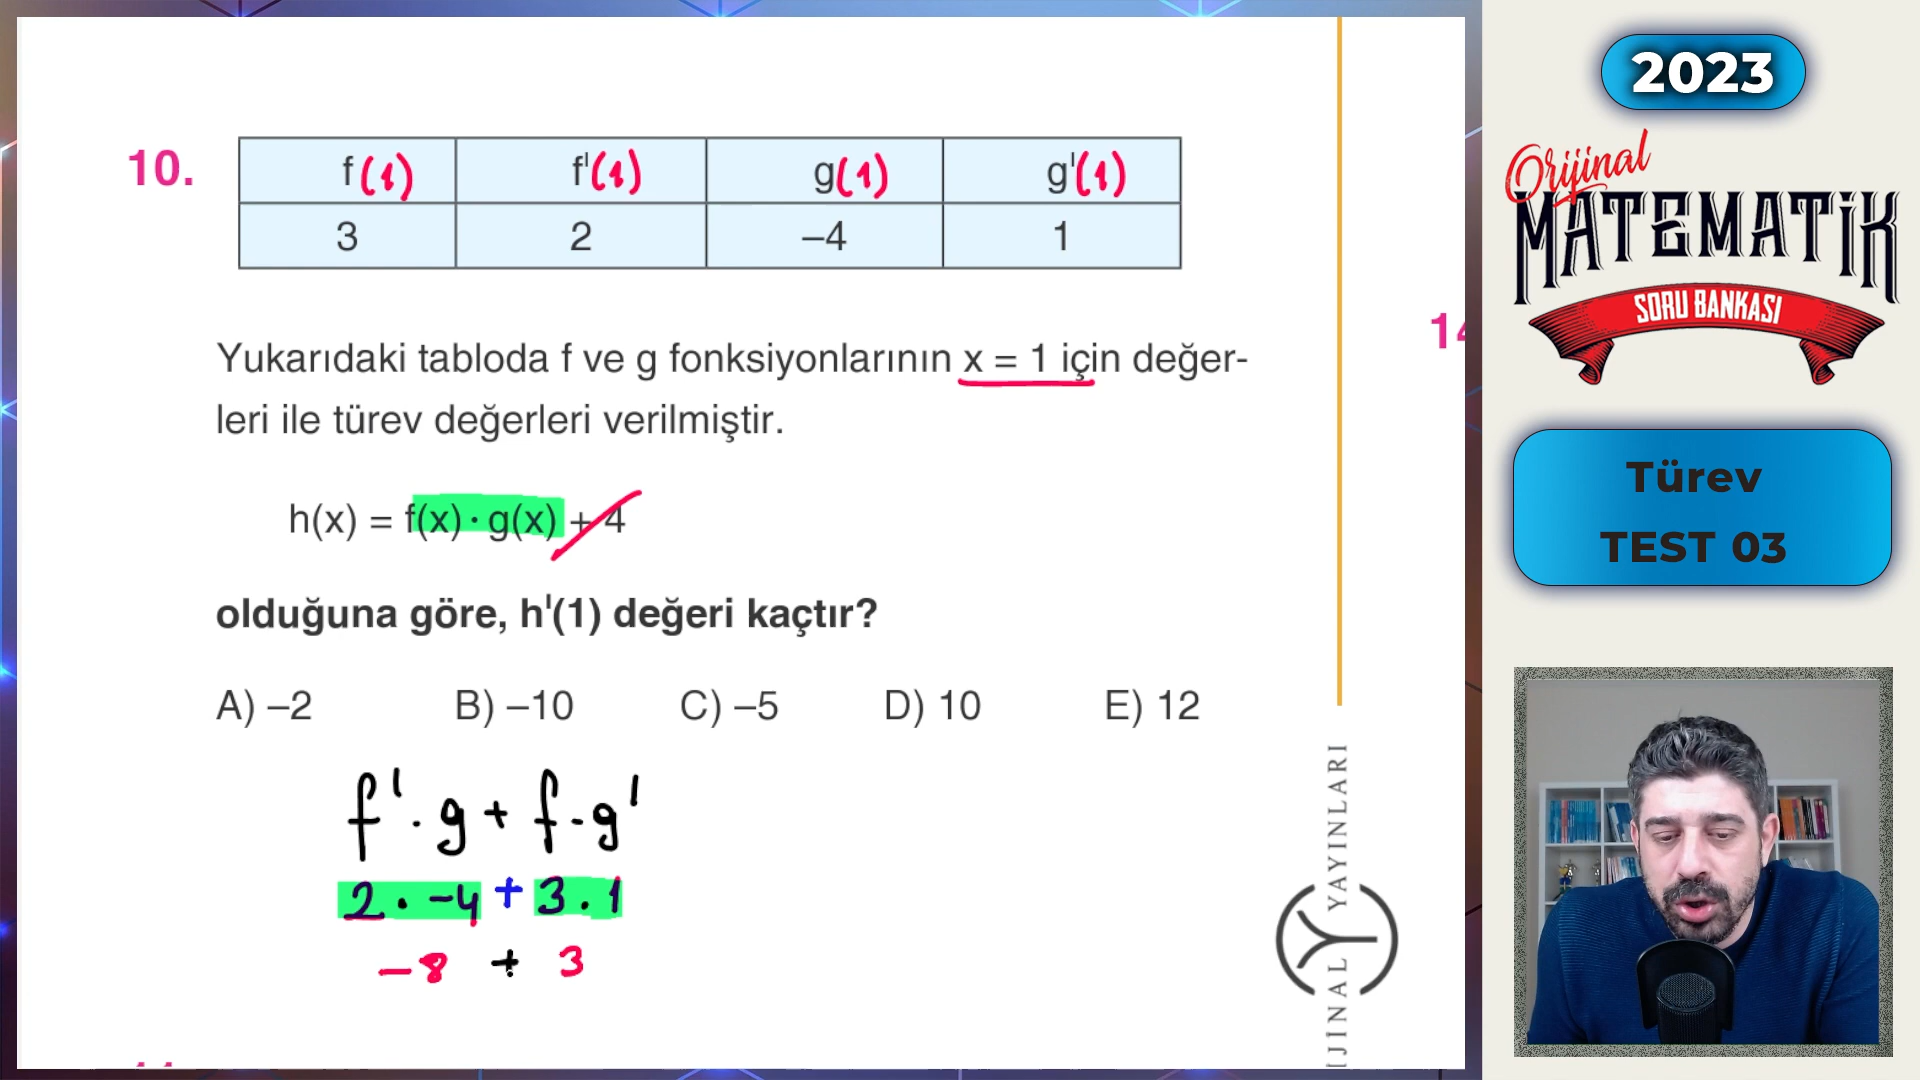 10.
f(1) f'(1) g(1) g'(1)
3 2 –4 1
Yukarıdaki tabloda f ve g fonksiyonlarının x = 1 için değer-
leri ile türev değerleri verilmiştir.
h(x) = f(x) · g(x) + 4
olduğuna göre, h'(1) değeri kaçtır?
A) –2 B) –10 C) –5 D) 10 E) 12
f' . g + f . g'
2 . -4 + 3 . 1
-8 + 3
IJINAL YAYINLARI
2023
Orijinal
MATEMATİK
SORU BANKASI
Türev
TEST 03